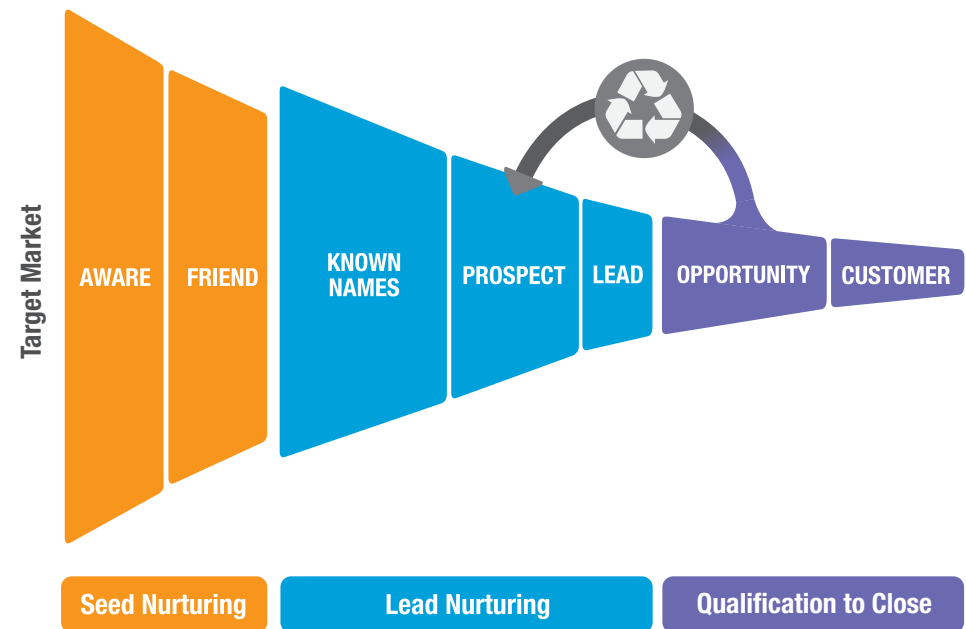 Target Market
AWARE
FRIEND
KNOWN
NAMES
PROSPECT
LEAD
OPPORTUNITY
CUSTOMER
Seed Nurturing
Lead Nurturing
Qualification to Close